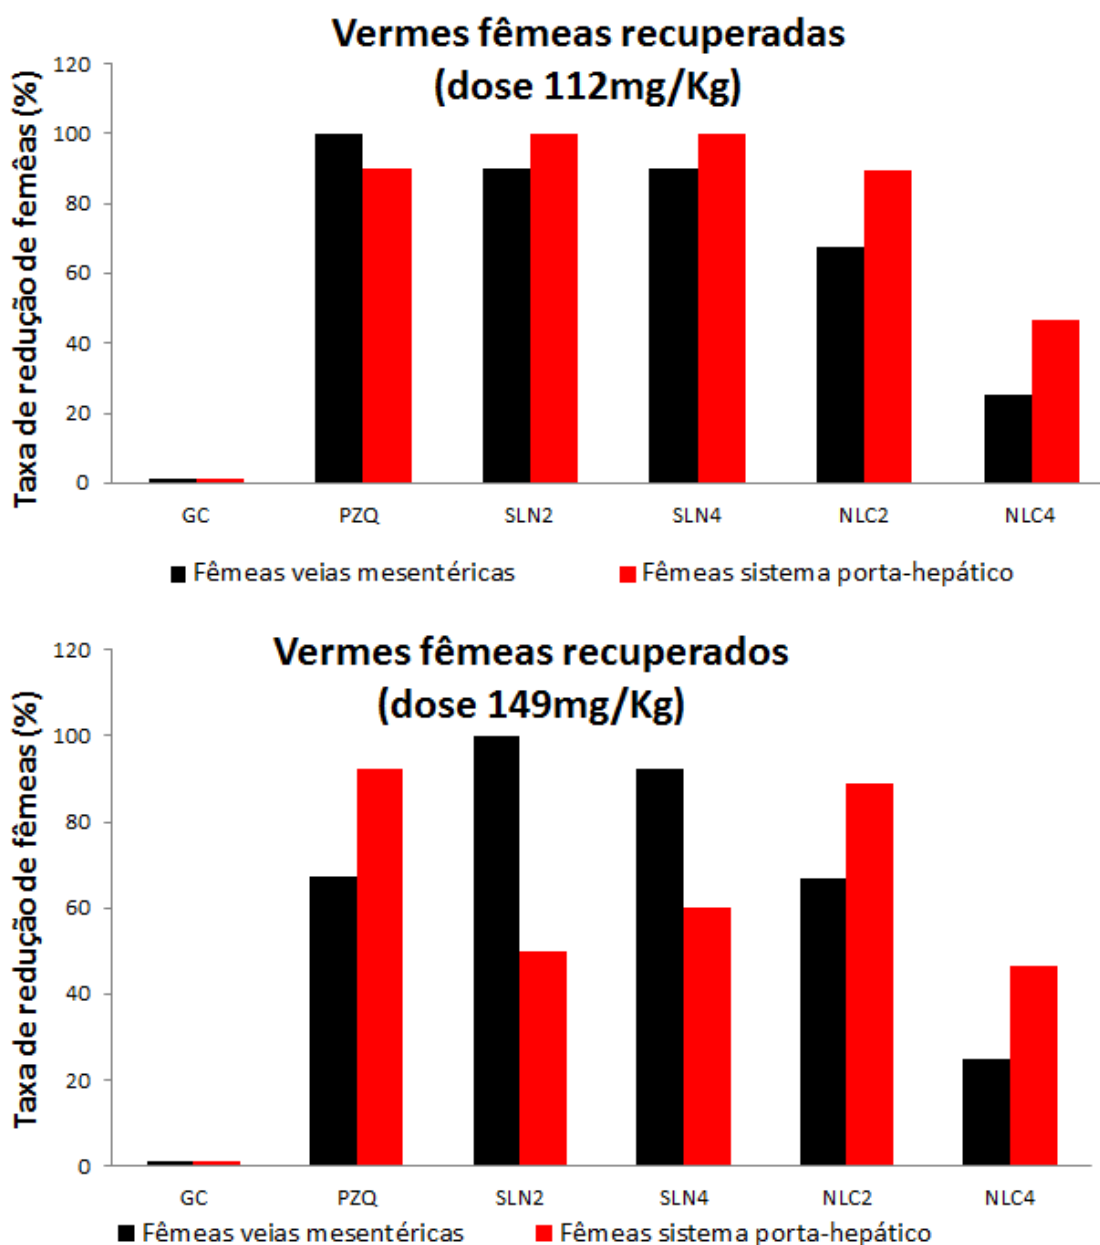 Vermes fêmeas recuperadas
(dose 112mg/Kg)
Taxa de redução de femêas (%)
120
100
80
60
40
20
0
GC PZQ SLN2 SLN4 NLC2 NLC4
Fêmeas veias mesentéricas Fêmeas sistema porta-hepático
Vermes fêmeas recuperados
(dose 149mg/Kg)
Taxa de redução de fêmeas (%)
120
100
80
60
40
20
0
GC PZQ SLN2 SLN4 NLC2 NLC4
Fêmeas veias mesentéricas Fêmeas sistema porta-hepático